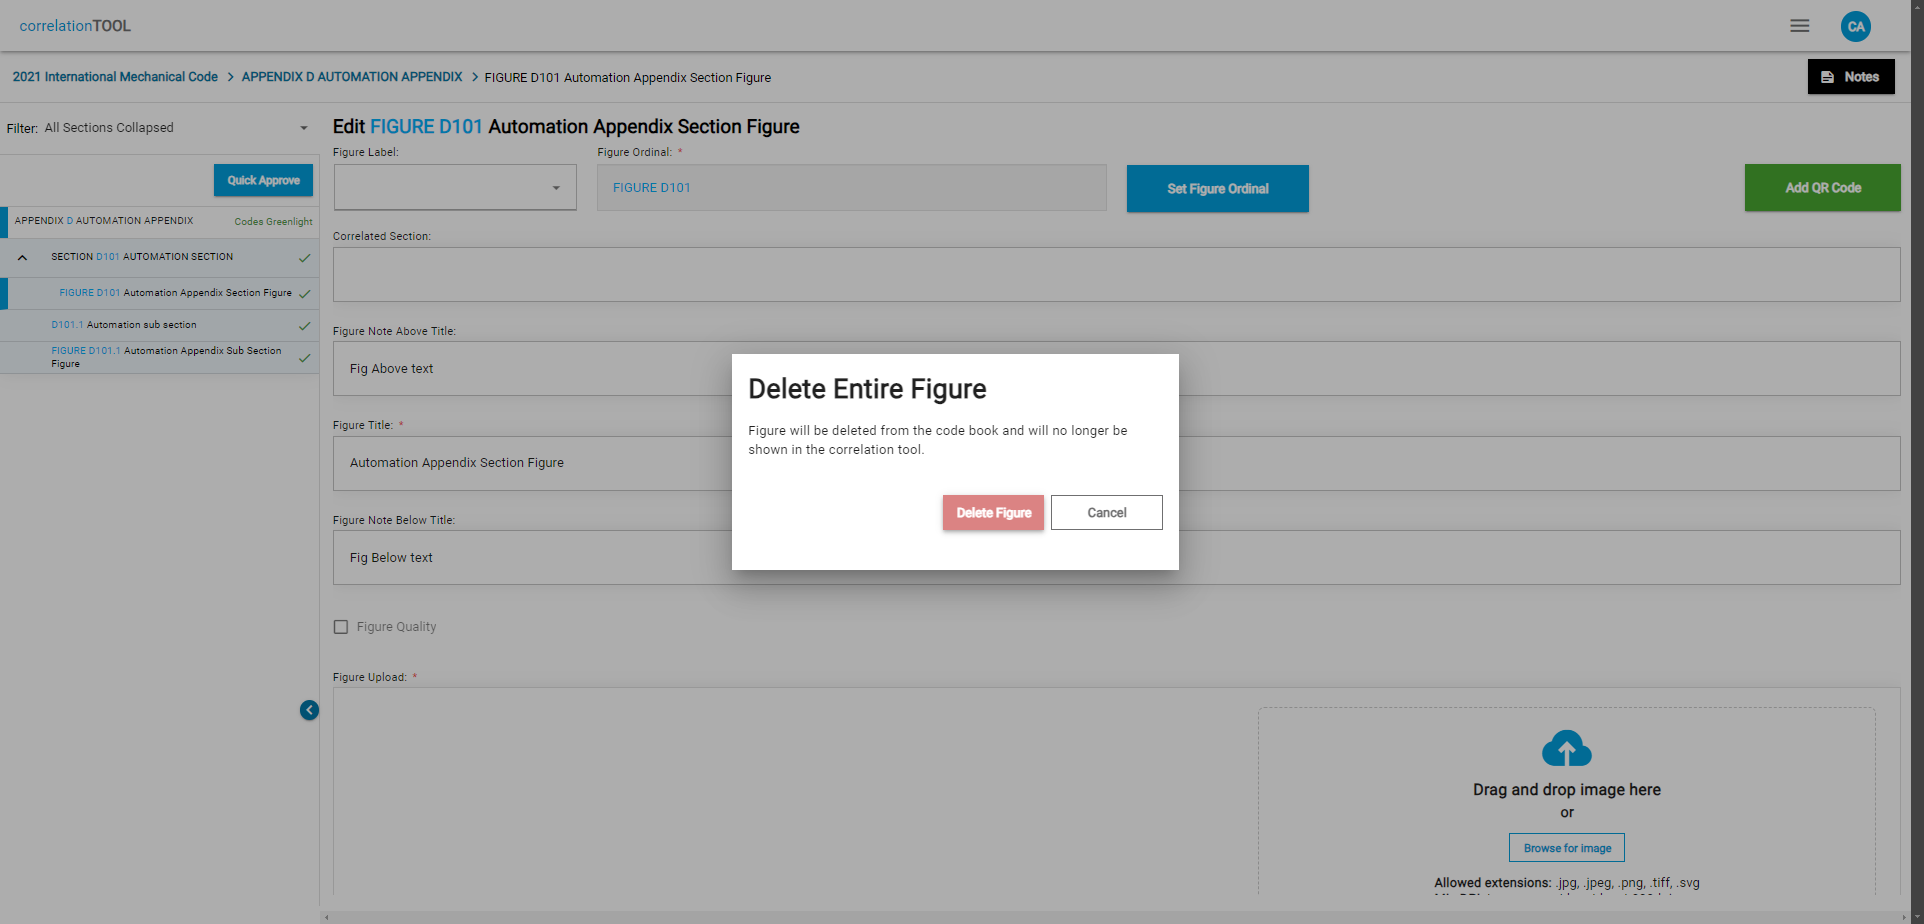 correlationTOOL
CA
2021 International Mechanical Code > APPENDIX D AUTOMATION APPENDIX > FIGURE D101 Automation Appendix Section Figure
Notes
Filter: All Sections Collapsed
Quick Approve
APPENDIX D AUTOMATION APPENDIX Codes Greenlight
SECTION D101 AUTOMATION SECTION
FIGURE D101 Automation Appendix Section Figure
D101.1 Automation sub section
FIGURE D101.1 Automation Appendix Sub Section
Figure
Edit FIGURE D101 Automation Appendix Section Figure
Figure Label:
Figure Ordinal: *
FIGURE D101
Set Figure Ordinal
Add QR Code
Correlated Section:
Figure Note Above Title:
Fig Above text
Figure Title: *
Automation Appendix Section Figure
Figure Note Below Title:
Fig Below text
Figure Quality
Figure Upload: *
Drag and drop image here
or
Browse for image
Allowed extensions: .jpg, .jpeg, .png, .tiff, .svg
Delete Entire Figure
Figure will be deleted from the code book and will no longer be
shown in the correlation tool.
Delete Figure
Cancel